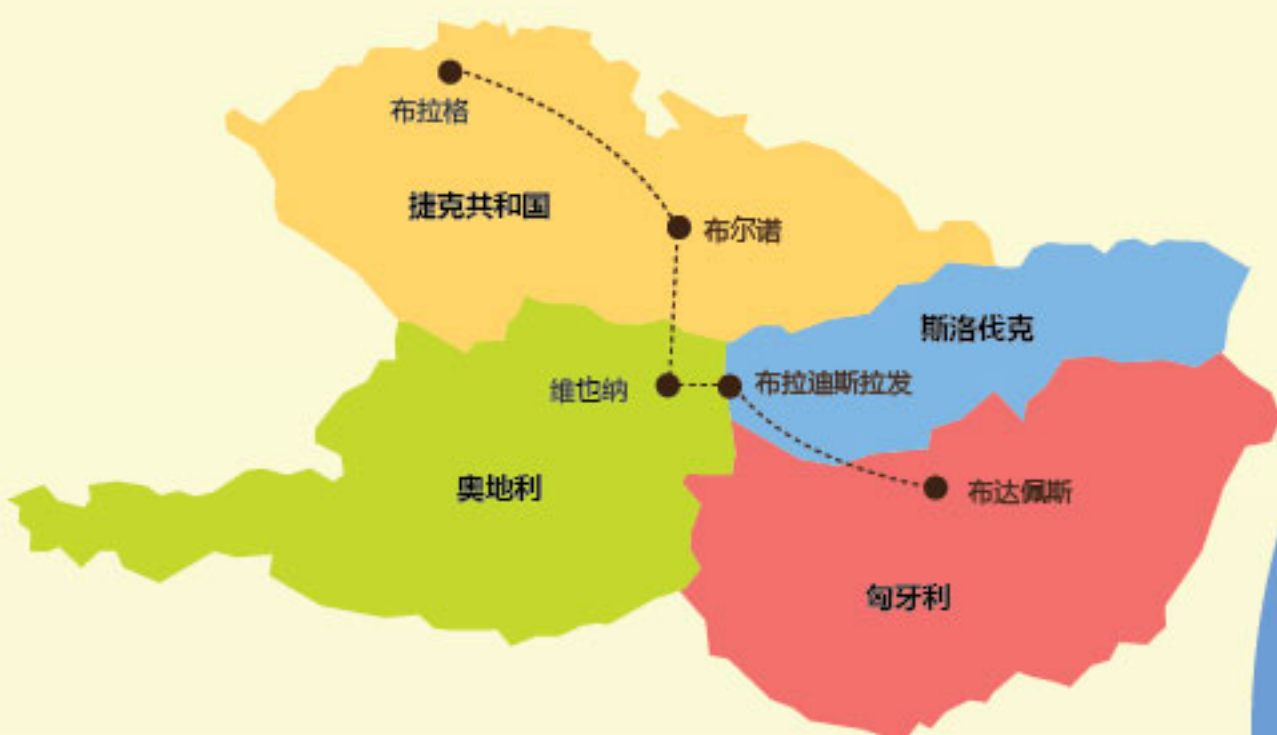 布拉格
捷克共和国
布尔诺
斯洛伐克
维也纳
布拉迪斯拉发
奥地利
布达佩斯
匈牙利